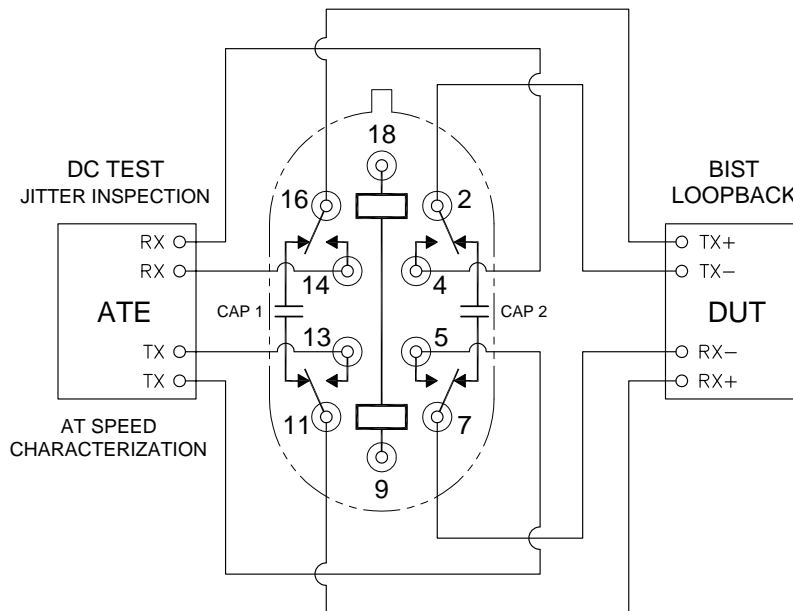 DC TEST
JITTER INSPECTION
RX
RX
ATE
TX
TX
AT SPEED
CHARACTERIZATION
18
16
2
14
4
CAP 1
CAP 2
13
5
11
7
9
BIST
LOOPBACK
TX+
TX-
DUT
RX-
RX+